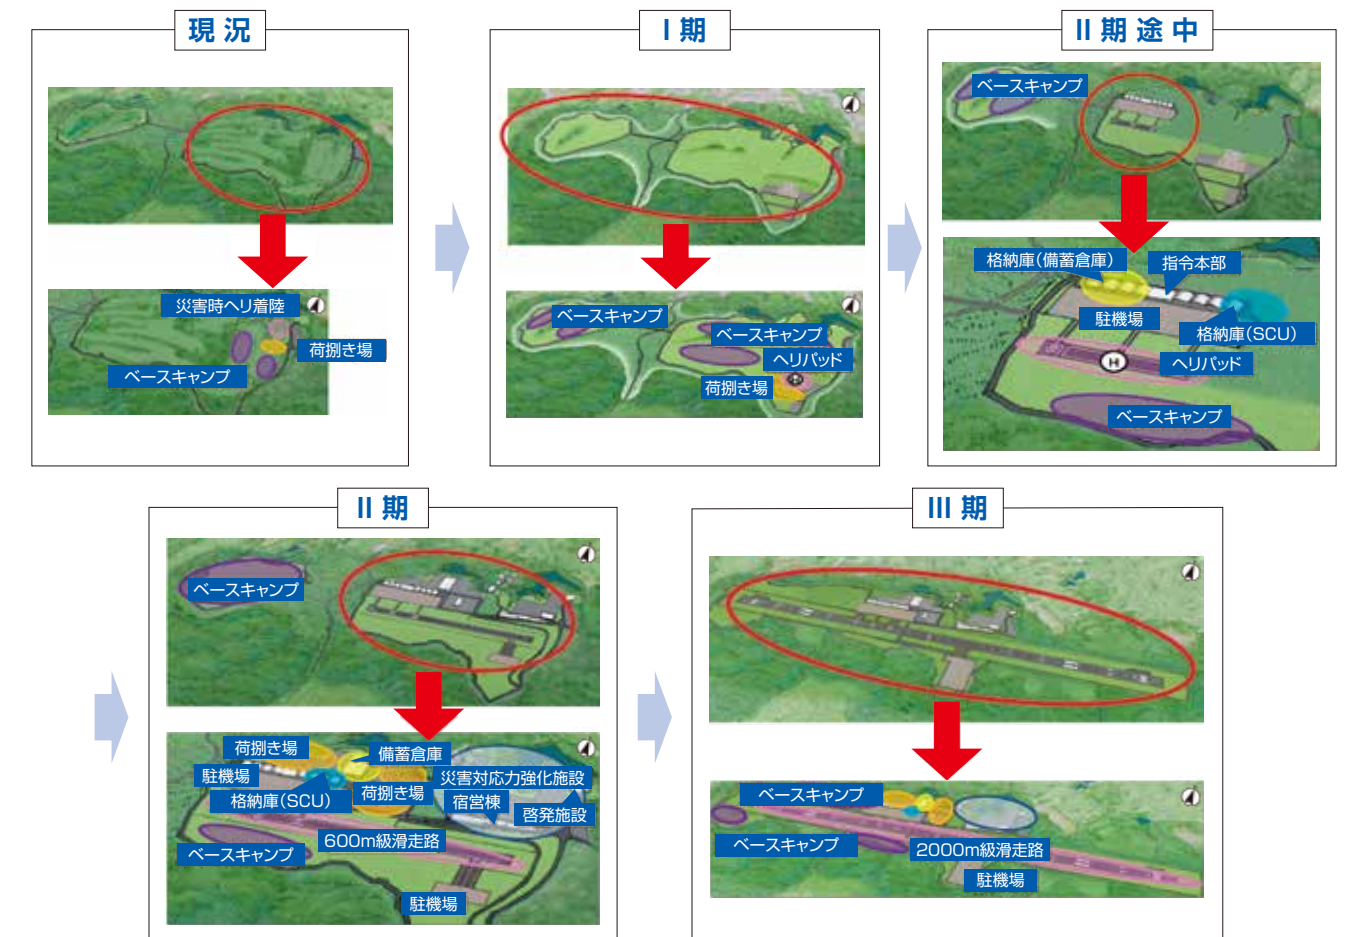 現況
災害時ヘリ着陸
荷捌き場
ベースキャンプ
Ⅰ期
ベースキャンプ
ベースキャンプ
ヘリパッド
荷捌き場
H
Ⅱ期途中
ベースキャンプ
格納庫（備蓄倉庫）
指令本部
駐機場
格納庫（SCU）
H
ヘリパッド
ベースキャンプ
Ⅱ期
ベースキャンプ
荷捌き場
備蓄倉庫
駐機場
災害対応力強化施設
格納庫（SCU）
荷捌き場
宿営棟
啓発施設
600m級滑走路
ベースキャンプ
駐機場
Ⅲ期
ベースキャンプ
ベースキャンプ
2000m級滑走路
駐機場